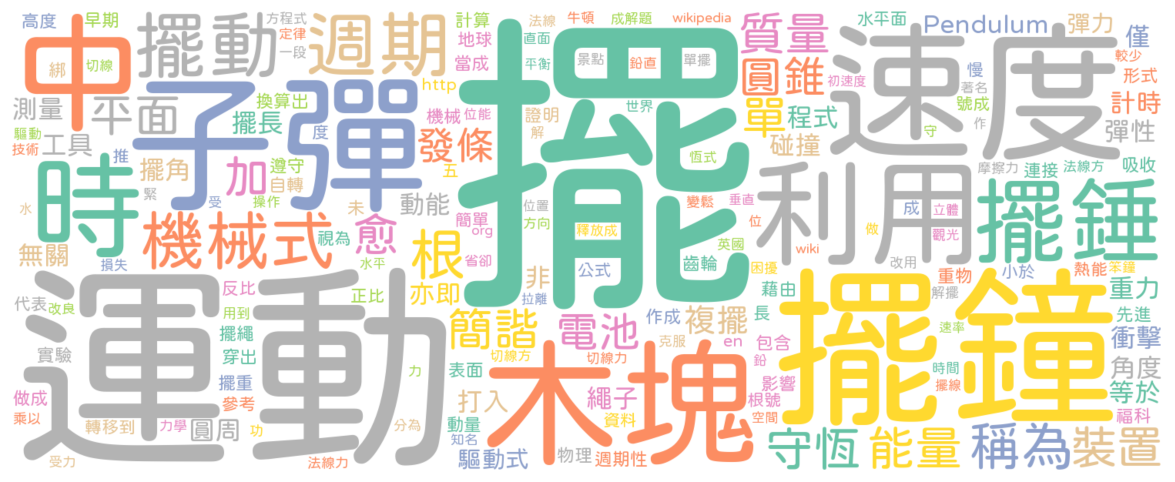 高度
早期
方程式
定律
一段
計算
法線
牛頓
成解題
wikipedia
水平面
Pendulum
彈力
僅
中
擺動
週期
地球
直面
景點
鉛直
單擺
質量
慢
較少
綁
切線
當成
平衡
擺
圓錐
初速度
速度
著名
形式
號成
計時
測量
平面
子彈
換算出
http
機械
位能
世界
證明
單
程式
彈性
驅動
技術
工具
擺長
度
發條
解
恆式
碰撞
守
作
推
擺角
加
遵守
自轉
五
摩擦力
連接
法線方
吸收
時
緊
受
操作
未
動能
簡單
org
位置
變鬆
垂直
利用
位
成
立體
擺錘
水
無關
機械式
視為
愈
根
方向
釋放成
英國
wiki
做
觀光
損失
水平
省卻
非
公式
齒輪
困擾
改用
重物
小於
熱能
笨鐘
代表
改良
運動
反比
正比
亦即
拉離
藉由
解擺
重力
用到
簡諧
電池
作成
複擺
長
擺鐘
先進
實驗
擺繩
穿出
切線方
克服
en
包含
速率
衝擊
力
木塊
切線力
鉛
表面
影響
時間
角度
做成
擺重
繩子
根號
擺線
等於
乘以
參考
打入
資料
空間
福科
轉移到
力學
圓周
功
分為
動量
知名
守恆
能量
稱為
裝置
受力
法線力
驅動式
物理
週期性